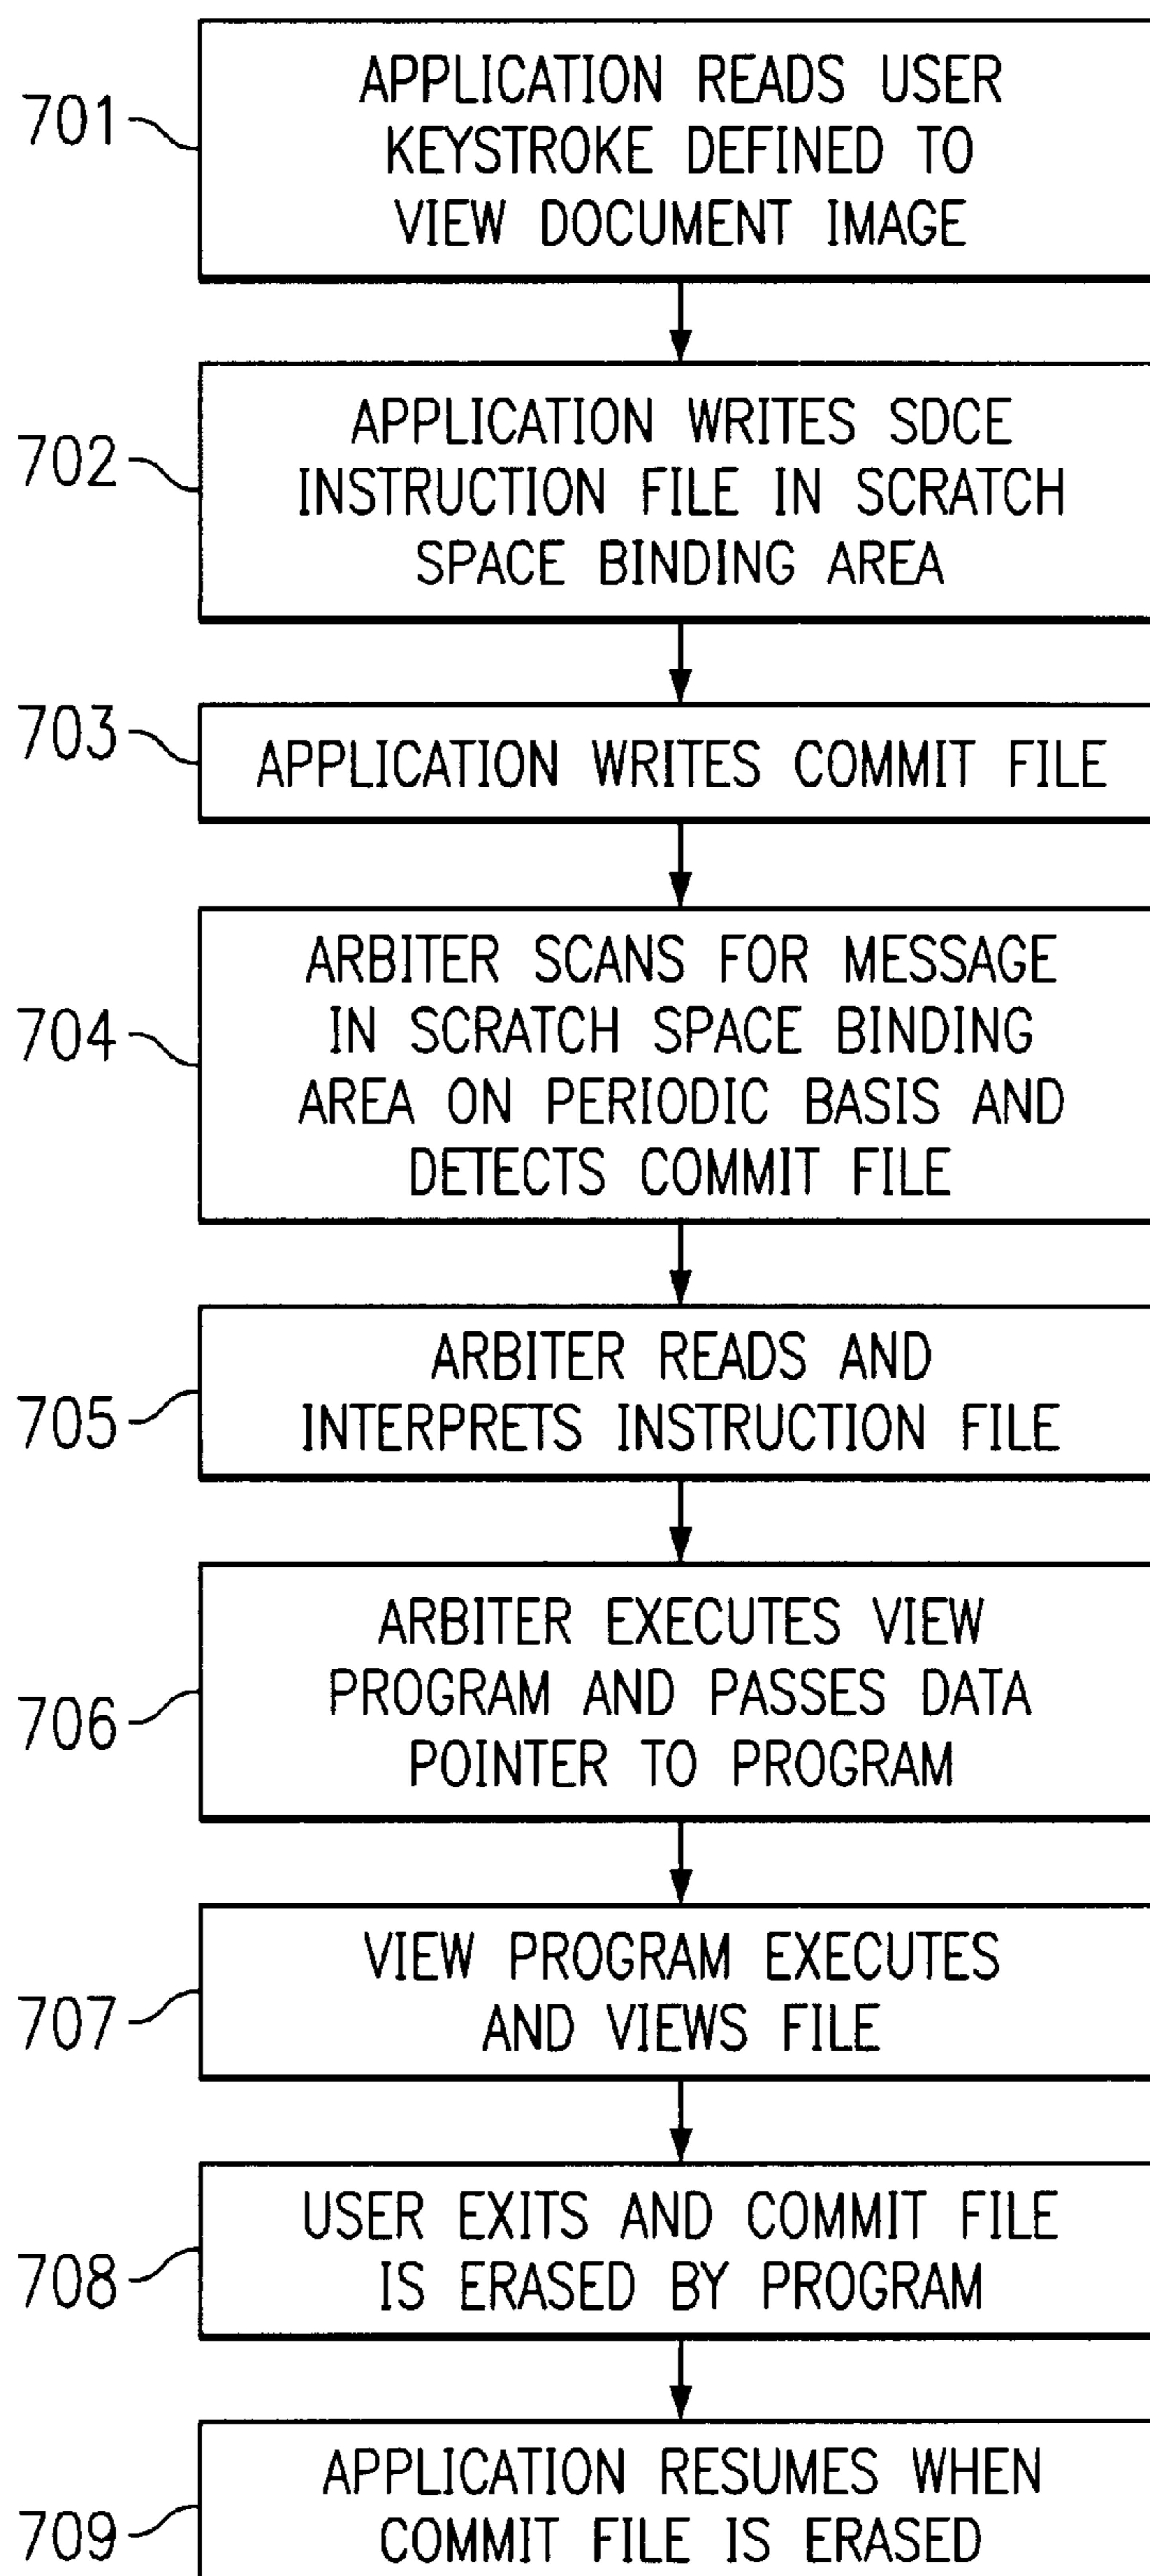 701
APPLICATION READS USER
KEYSTROKE DEFINED TO
VIEW DOCUMENT IMAGE
702
APPLICATION WRITES SDCE
INSTRUCTION FILE IN SCRATCH
SPACE BINDING AREA
703
APPLICATION WRITES COMMIT FILE
704
ARBITER SCANS FOR MESSAGE
IN SCRATCH SPACE BINDING
AREA ON PERIODIC BASIS AND
DETECTS COMMIT FILE
705
ARBITER READS AND
INTERPRETS INSTRUCTION FILE
706
ARBITER EXECUTES VIEW
PROGRAM AND PASSES DATA
POINTER TO PROGRAM
707
VIEW PROGRAM EXECUTES
AND VIEWS FILE
708
USER EXITS AND COMMIT FILE
IS ERASED BY PROGRAM
709
APPLICATION RESUMES WHEN
COMMIT FILE IS ERASED